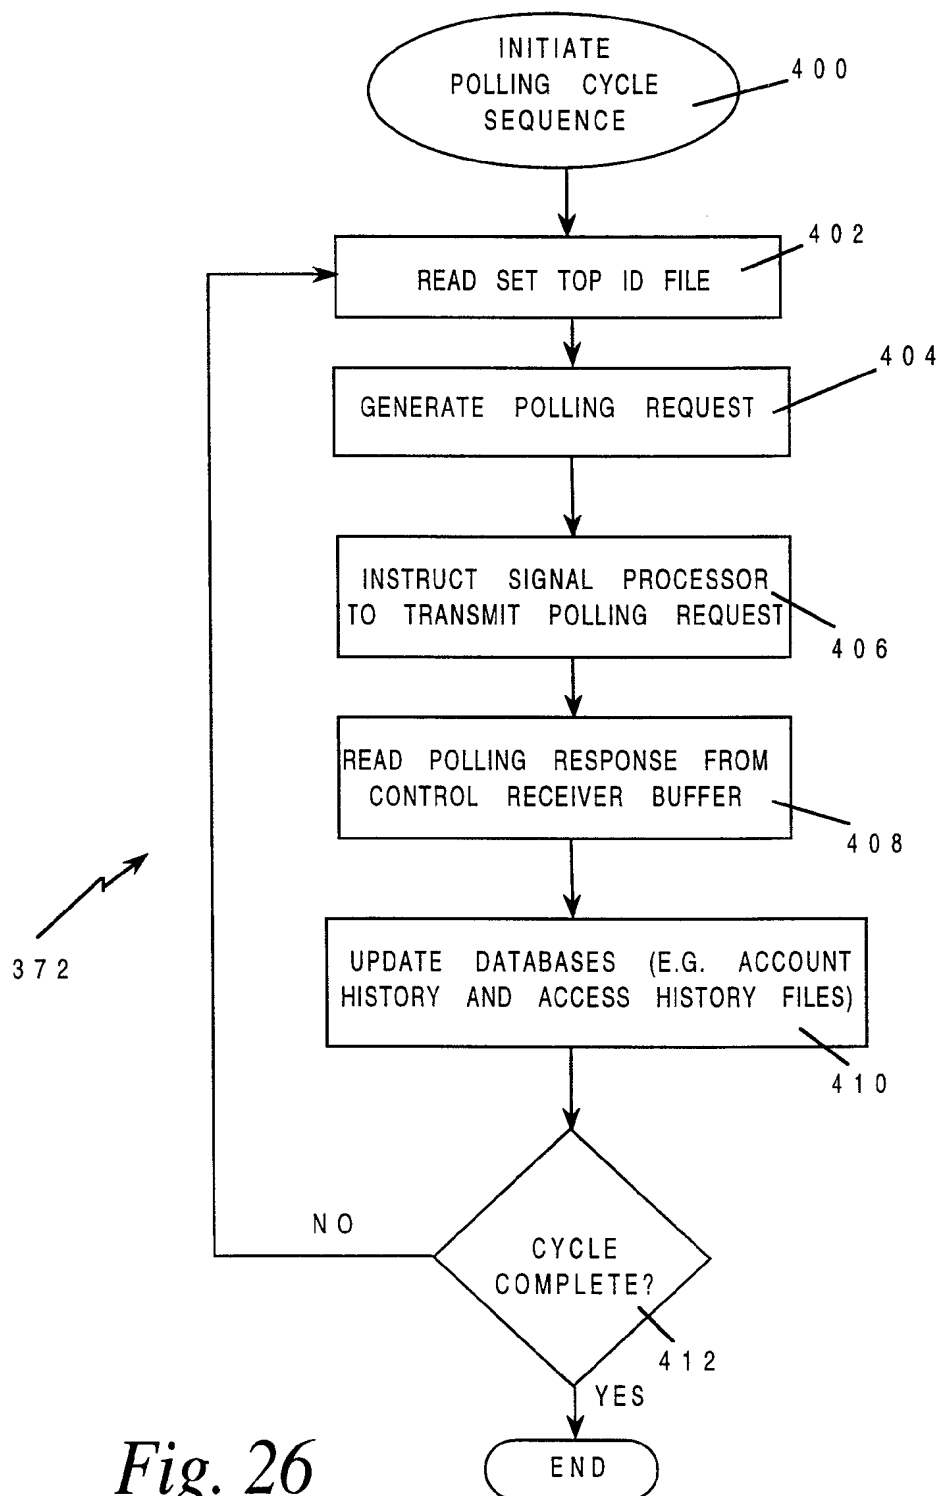 INITIATE
POLLING CYCLE
SEQUENCE
400
402
READ SET TOP ID FILE
404
GENERATE POLLING REQUEST
INSTRUCT SIGNAL PROCESSOR
TO TRANSMIT POLLING REQUEST
406
READ POLLING RESPONSE FROM
CONTROL RECEIVER BUFFER
408
372
UPDATE DATABASES (E.G. ACCOUNT
HISTORY AND ACCESS HISTORY FILES)
410
NO
CYCLE
COMPLETE?
412
YES
END
Fig. 26